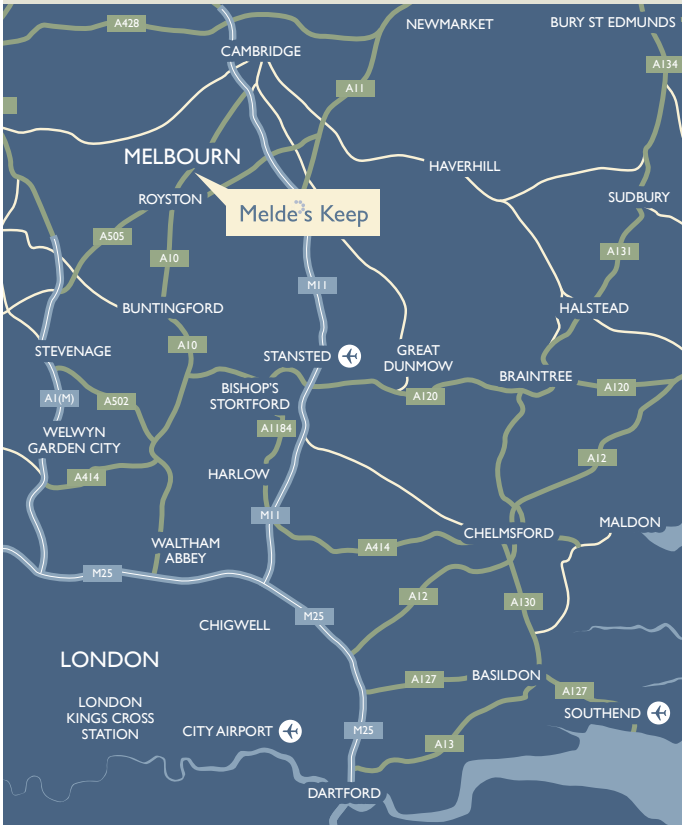 A428
NEWMARKET
BURY ST EDMUNDS
CAMBRIDGE
A134
A11
MELBOURN
HAVERHILL
ROYSTON
SUDBURY
Melde's Keep
A505
A131
A10
M11
BUNTINGFORD
HALSTEAD
A10
STEVENAGE
STANSTED
GREAT
DUNMOW
BRAINTREE
BISHOP'S
STORTFORD
A120
A120
A1(M)
A502
A1184
WELWYN
GARDEN CITY
A12
A414
HARLOW
M11
MALDON
CHELMSFORD
WALTHAM
ABBEY
A414
M25
A12
A130
M25
CHIGWELL
LONDON
A127
BASILDON
A127
LONDON
KINGS CROSS
STATION
SOUTHEND
CITY AIRPORT
M25
A13
DARTFORD